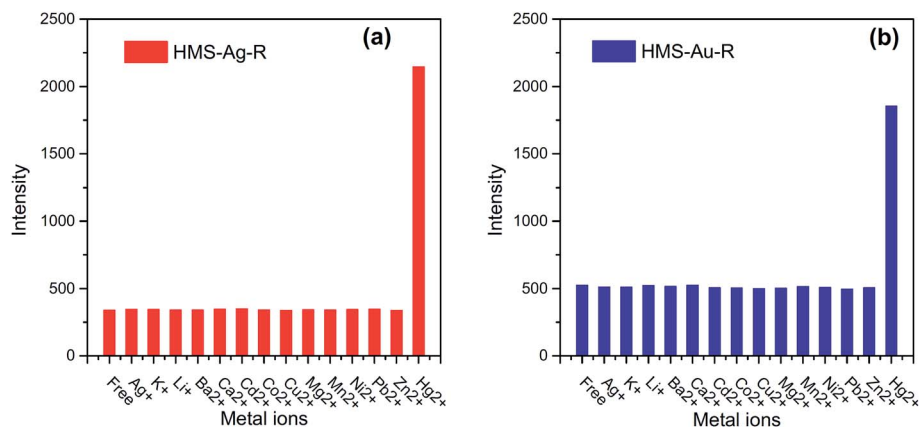 (a)
HMS-Ag-R
2500
2000
1500
1000
500
0
Intensity
Free
Ag+
K+
Li+
Ba2+
Ca2+
Cd2+
Co2+
Cu2+
Mg2+
Mn2+
Ni2+
Pb2+
Zn2+
Hg2+
Metal ions
(b)
HMS-Au-R
2500
2000
1500
1000
500
0
Intensity
Free
Ag+
K+
Li+
Ba2+
Ca2+
Cd2+
Co2+
Cu2+
Mg2+
Mn2+
Ni2+
Pb2+
Zn2+
Hg2+
Metal ions